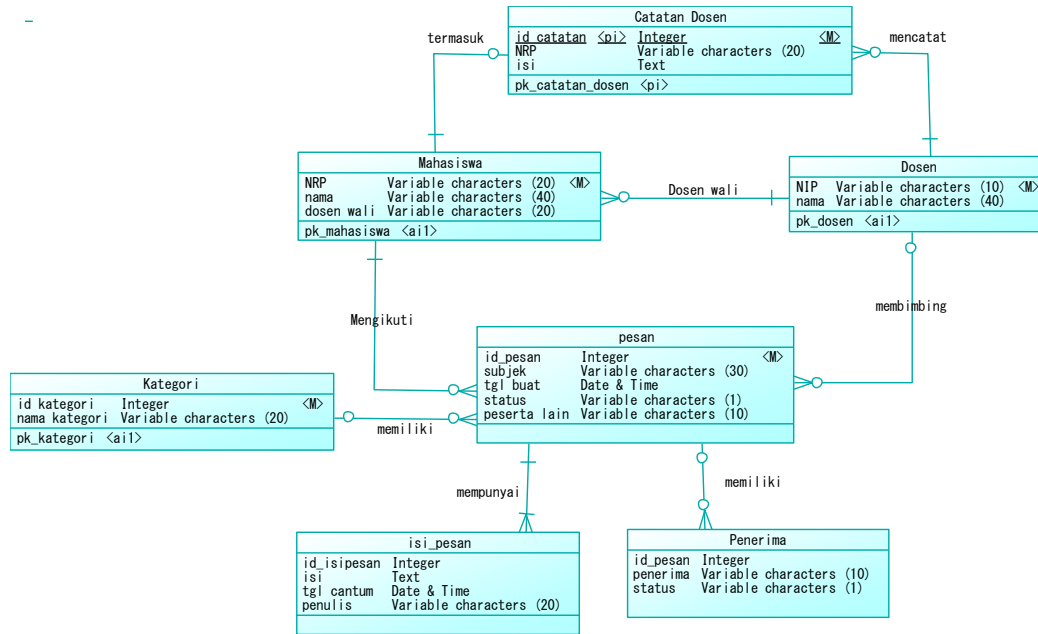 Catatan Dosen
id_catatan <pi> Integer <M>
NRP Variable characters (20)
isi Text
pk_catatan_dosen <pi>
termasuk
mencatat
Mahasiswa
NRP Variable characters (20) <M>
nama Variable characters (40)
dosen wali Variable characters (20)
pk_mahasiswa <ai1>
Dosen wali
Dosen
NIP Variable characters (10) <M>
nama Variable characters (40)
pk_dosen <ai1>
Mengikuti
membimbing
pesan
id_pesan Integer <M>
subjek Variable characters (30)
tgl buat Date & Time
status Variable characters (1)
peserta lain Variable characters (10)
Kategori
id kategori Integer <M>
nama kategori Variable characters (20)
pk_kategori <ai1>
memiliki
mempunyai
memiliki
isi_pesan
id_isipesan Integer
isi Text
tgl cantum Date & Time
penulis Variable characters (20)
Penerima
id_pesan Integer
penerima Variable characters (10)
status Variable characters (1)